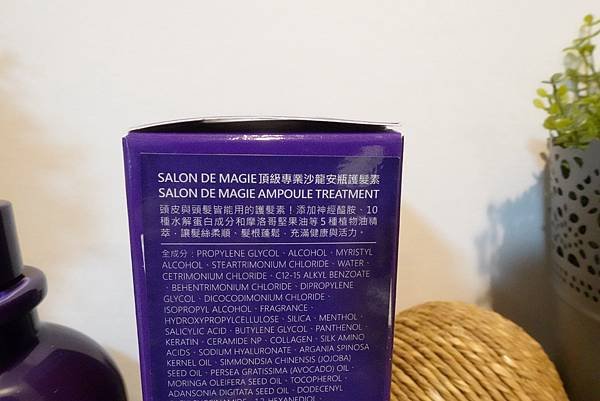 SALON DE MAGIE頂級專業沙龍安瓶護髮素
SALON DE MAGIE AMPOULE TREATMENT
頭皮與頭髮皆能用的護髮素！添加神經醯胺、10
種水解蛋白成分和摩洛哥堅果油等5種植物油精
萃，讓髮絲柔順、髮根蓬鬆，充滿健康與活力。
全成分：PROPYLENE GLYCOL、ALCOHOL、MYRISTYL
ALCOHOL、STEARTRIMONIUM CHLORIDE、WATER、
CETRIMONIUM CHLORIDE、C12-15 ALKYL BENZOATE
、BEHENTRIMONIUM CHLORIDE、DIPROPYLENE
GLYCOL、DICOCODIMONIUM CHLORIDE、
ISOPROPYL ALCOHOL、FRAGRANCE、
HYDROXYPROPYLCELLULOSE、SILICA、MENTHOL、
SALICYLIC ACID、BUTYLENE GLYCOL、PANTHENOL、
KERATIN、CERAMIDE NP、COLLAGEN、SILK AMINO
ACIDS、SODIUM HYALURONATE、ARGANIA SPINOSA
KERNEL OIL、SIMMONDSIA CHINENSIS (JOJOBA)
SEED OIL、PERSEA GRATISSIMA (AVOCADO) OIL、
MORINGA OLEIFERA SEED OIL、TOCOPHEROL、
ADANSONIA DIGITATA SEED OIL、DODECENYL
1,2-HEXANEDIOL